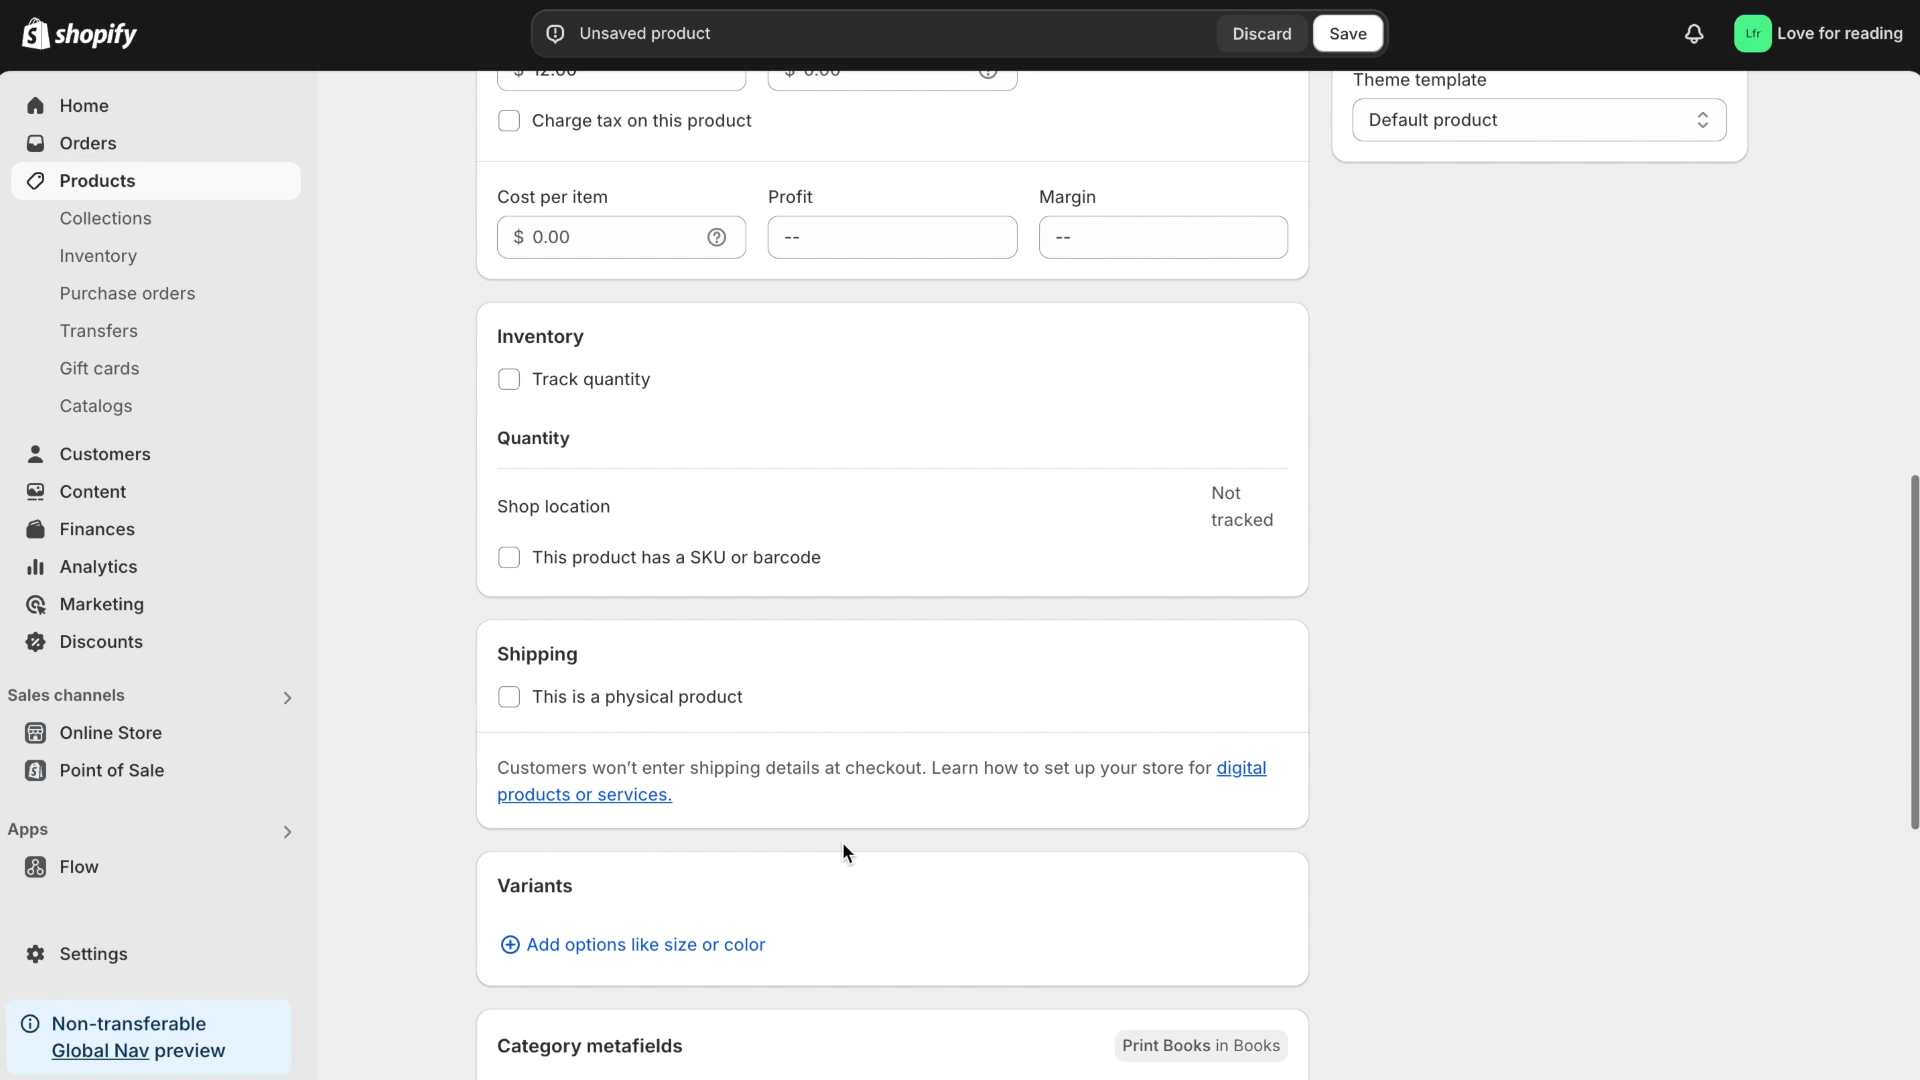 shopify
Unsaved product
Discard
Save
Lfr
Love for reading
Home
Orders
Products
Collections
Inventory
Purchase orders
Transfers
Gift cards
Catalogs
Customers
Content
Finances
Analytics
Marketing
Discounts
Sales channels
Online Store
Point of Sale
Apps
Flow
Settings
Non-transferable
Global Nav preview
$ 12.00
$ 0.00
Charge tax on this product
Cost per item
Profit
Margin
$ 0.00
--
--
Inventory
Track quantity
Quantity
Shop location
Not
tracked
This product has a SKU or barcode
Shipping
This is a physical product
Customers won’t enter shipping details at checkout. Learn how to set up your store for digital
products or services.
Variants
Add options like size or color
Category metafields
Print Books in Books
Theme template
Default product